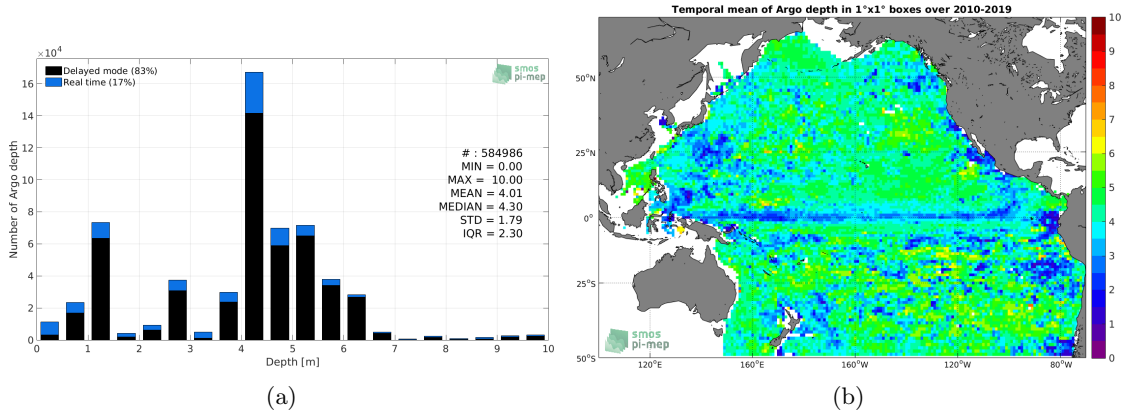 ×10⁴
16
14
12
10
8
6
4
2
0
Number of Argo depth
Delayed mode (83%)
Real time (17%)
smos
pi-mep
# : 584986
MIN = 0.00
MAX = 10.00
MEAN = 4.01
MEDIAN = 4.30
STD = 1.79
IQR = 2.30
0 1 2 3 4 5 6 7 8 9 10
Depth [m]
(a)
Temporal mean of Argo depth in 1°x1° boxes over 2010-2019
50°N
25°N
0°
25°S
50°S
120°E 160°E 160°W 120°W 80°W
smos
pi-mep
10
9
8
7
6
5
4
3
2
1
0
(b)